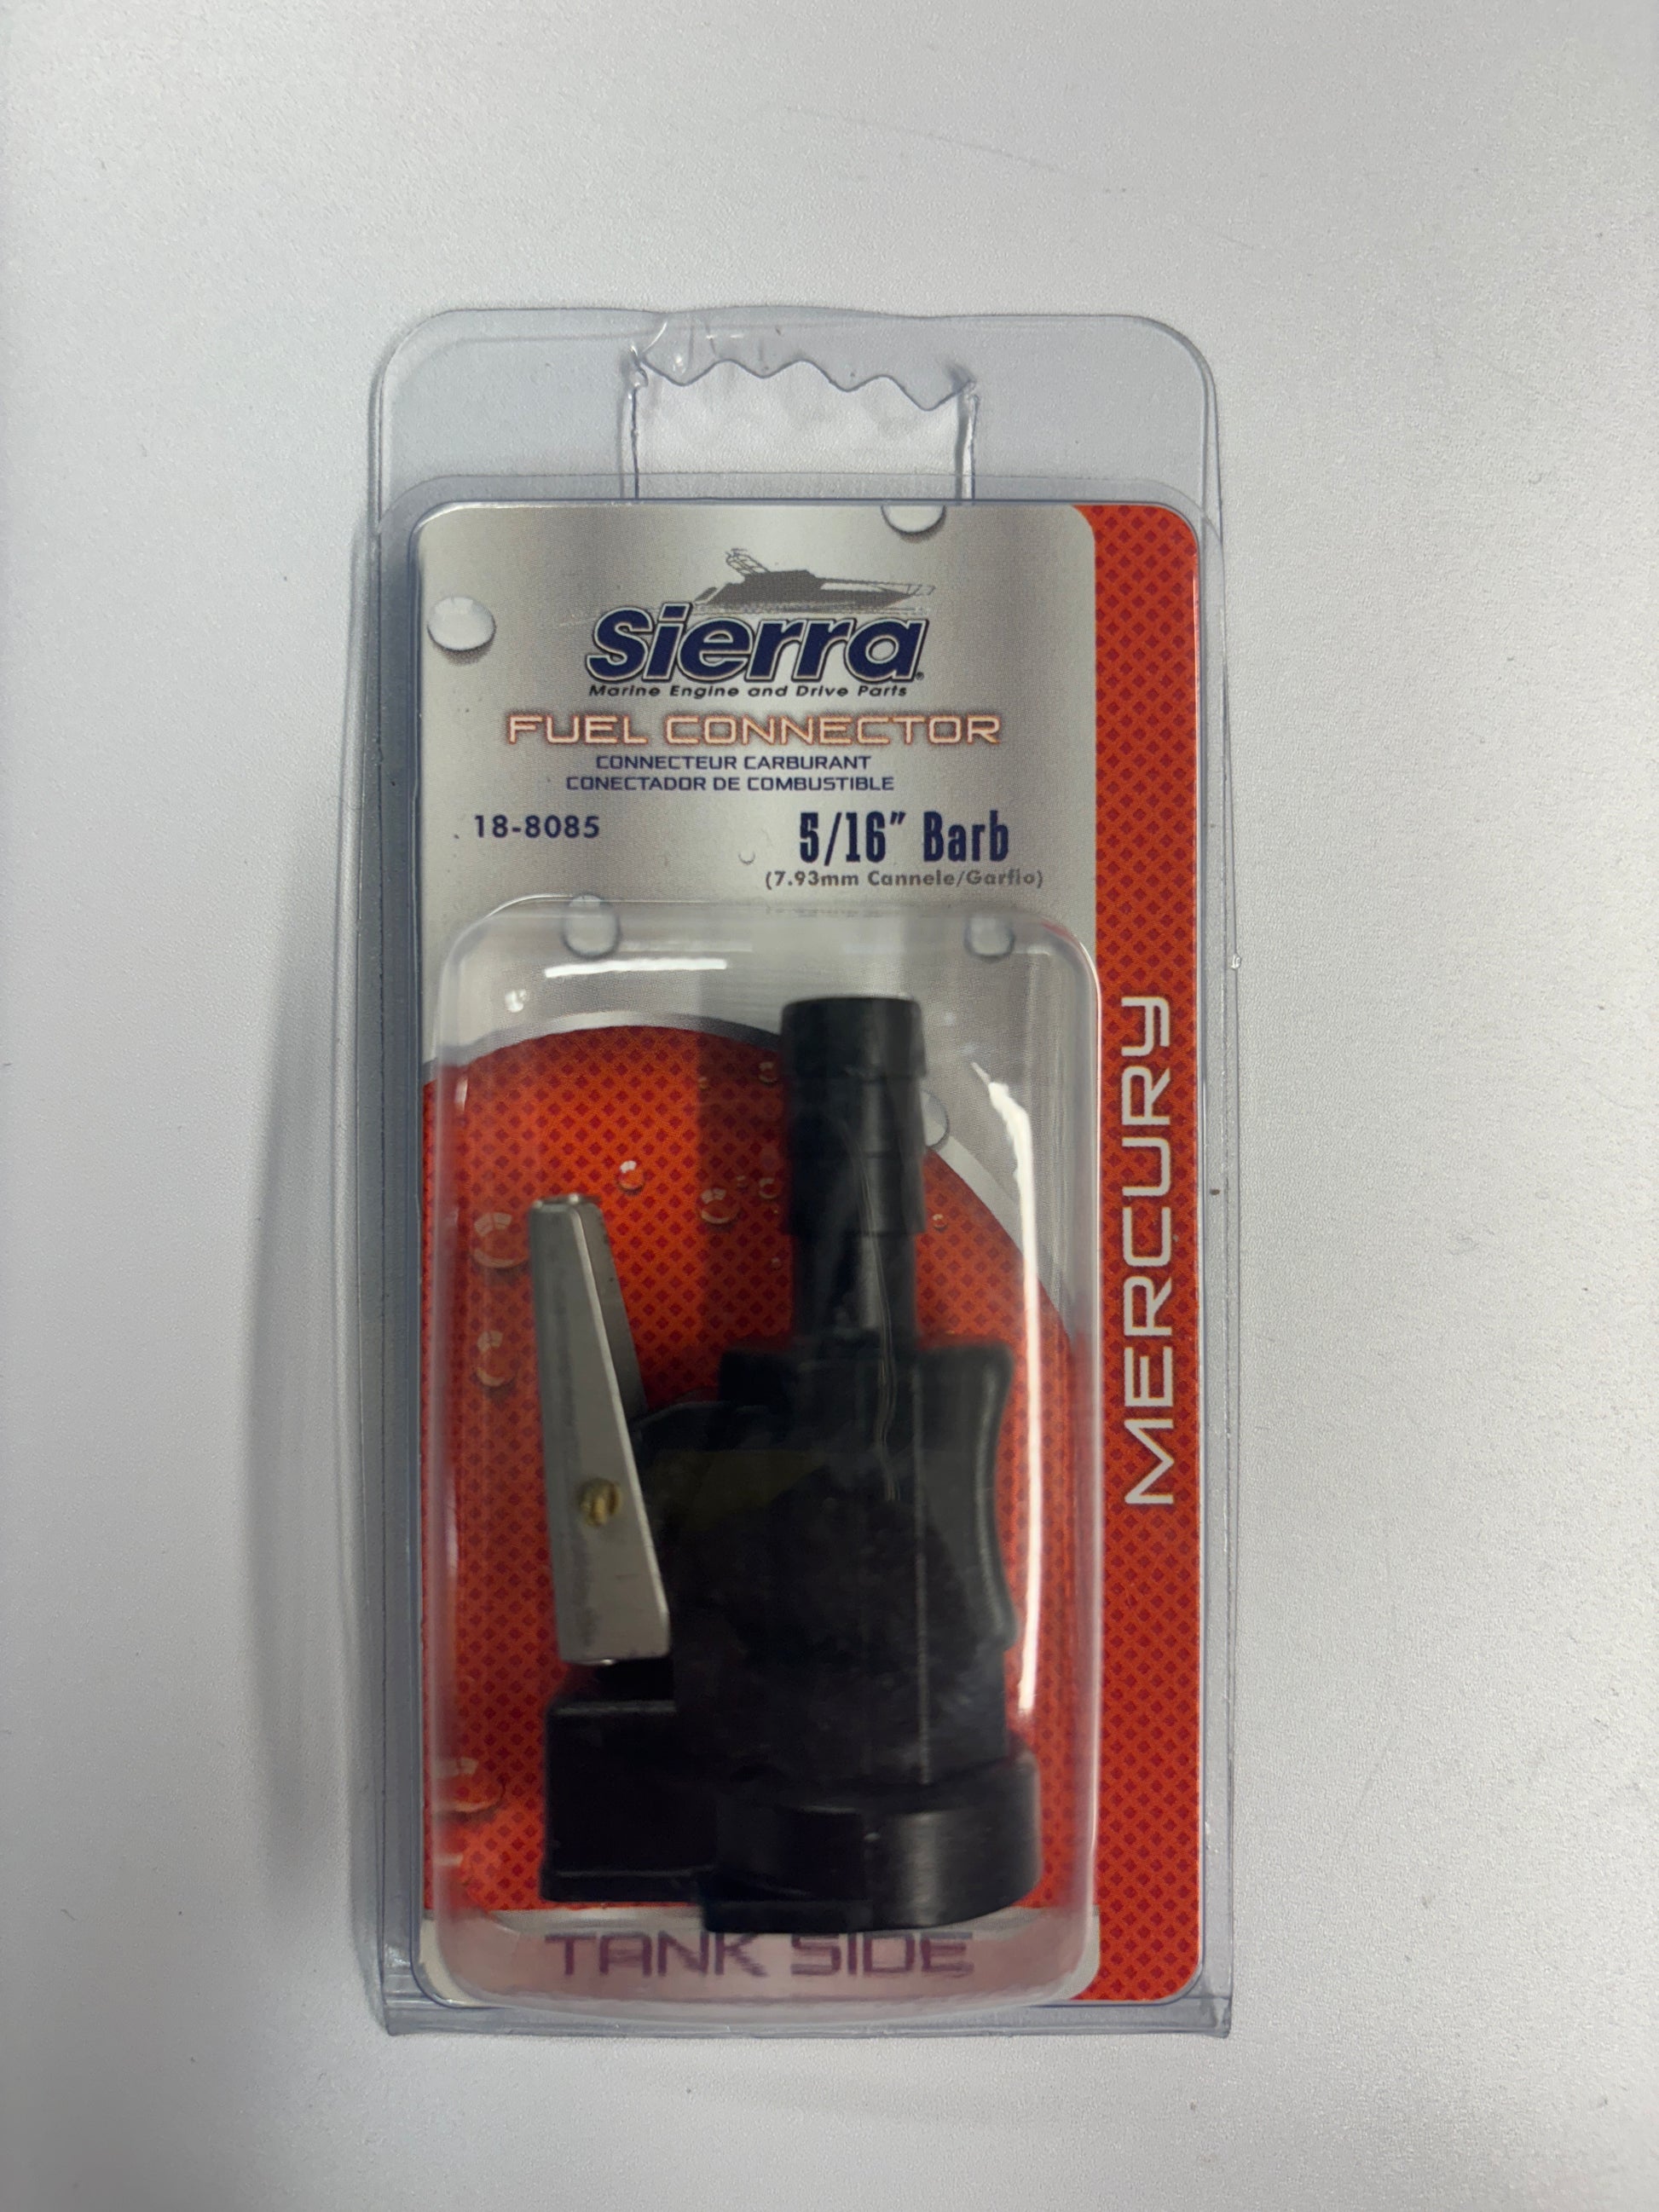 Sierra®
Marine Engine and Drive Parts
FUEL CONNECTOR
CONNECTEUR CARBURANT
CONECTADOR DE COMBUSTIBLE
18-8085
5/16" Barb
(7.93mm Cannele/Garfio)
MERCURY
TANK SIDE